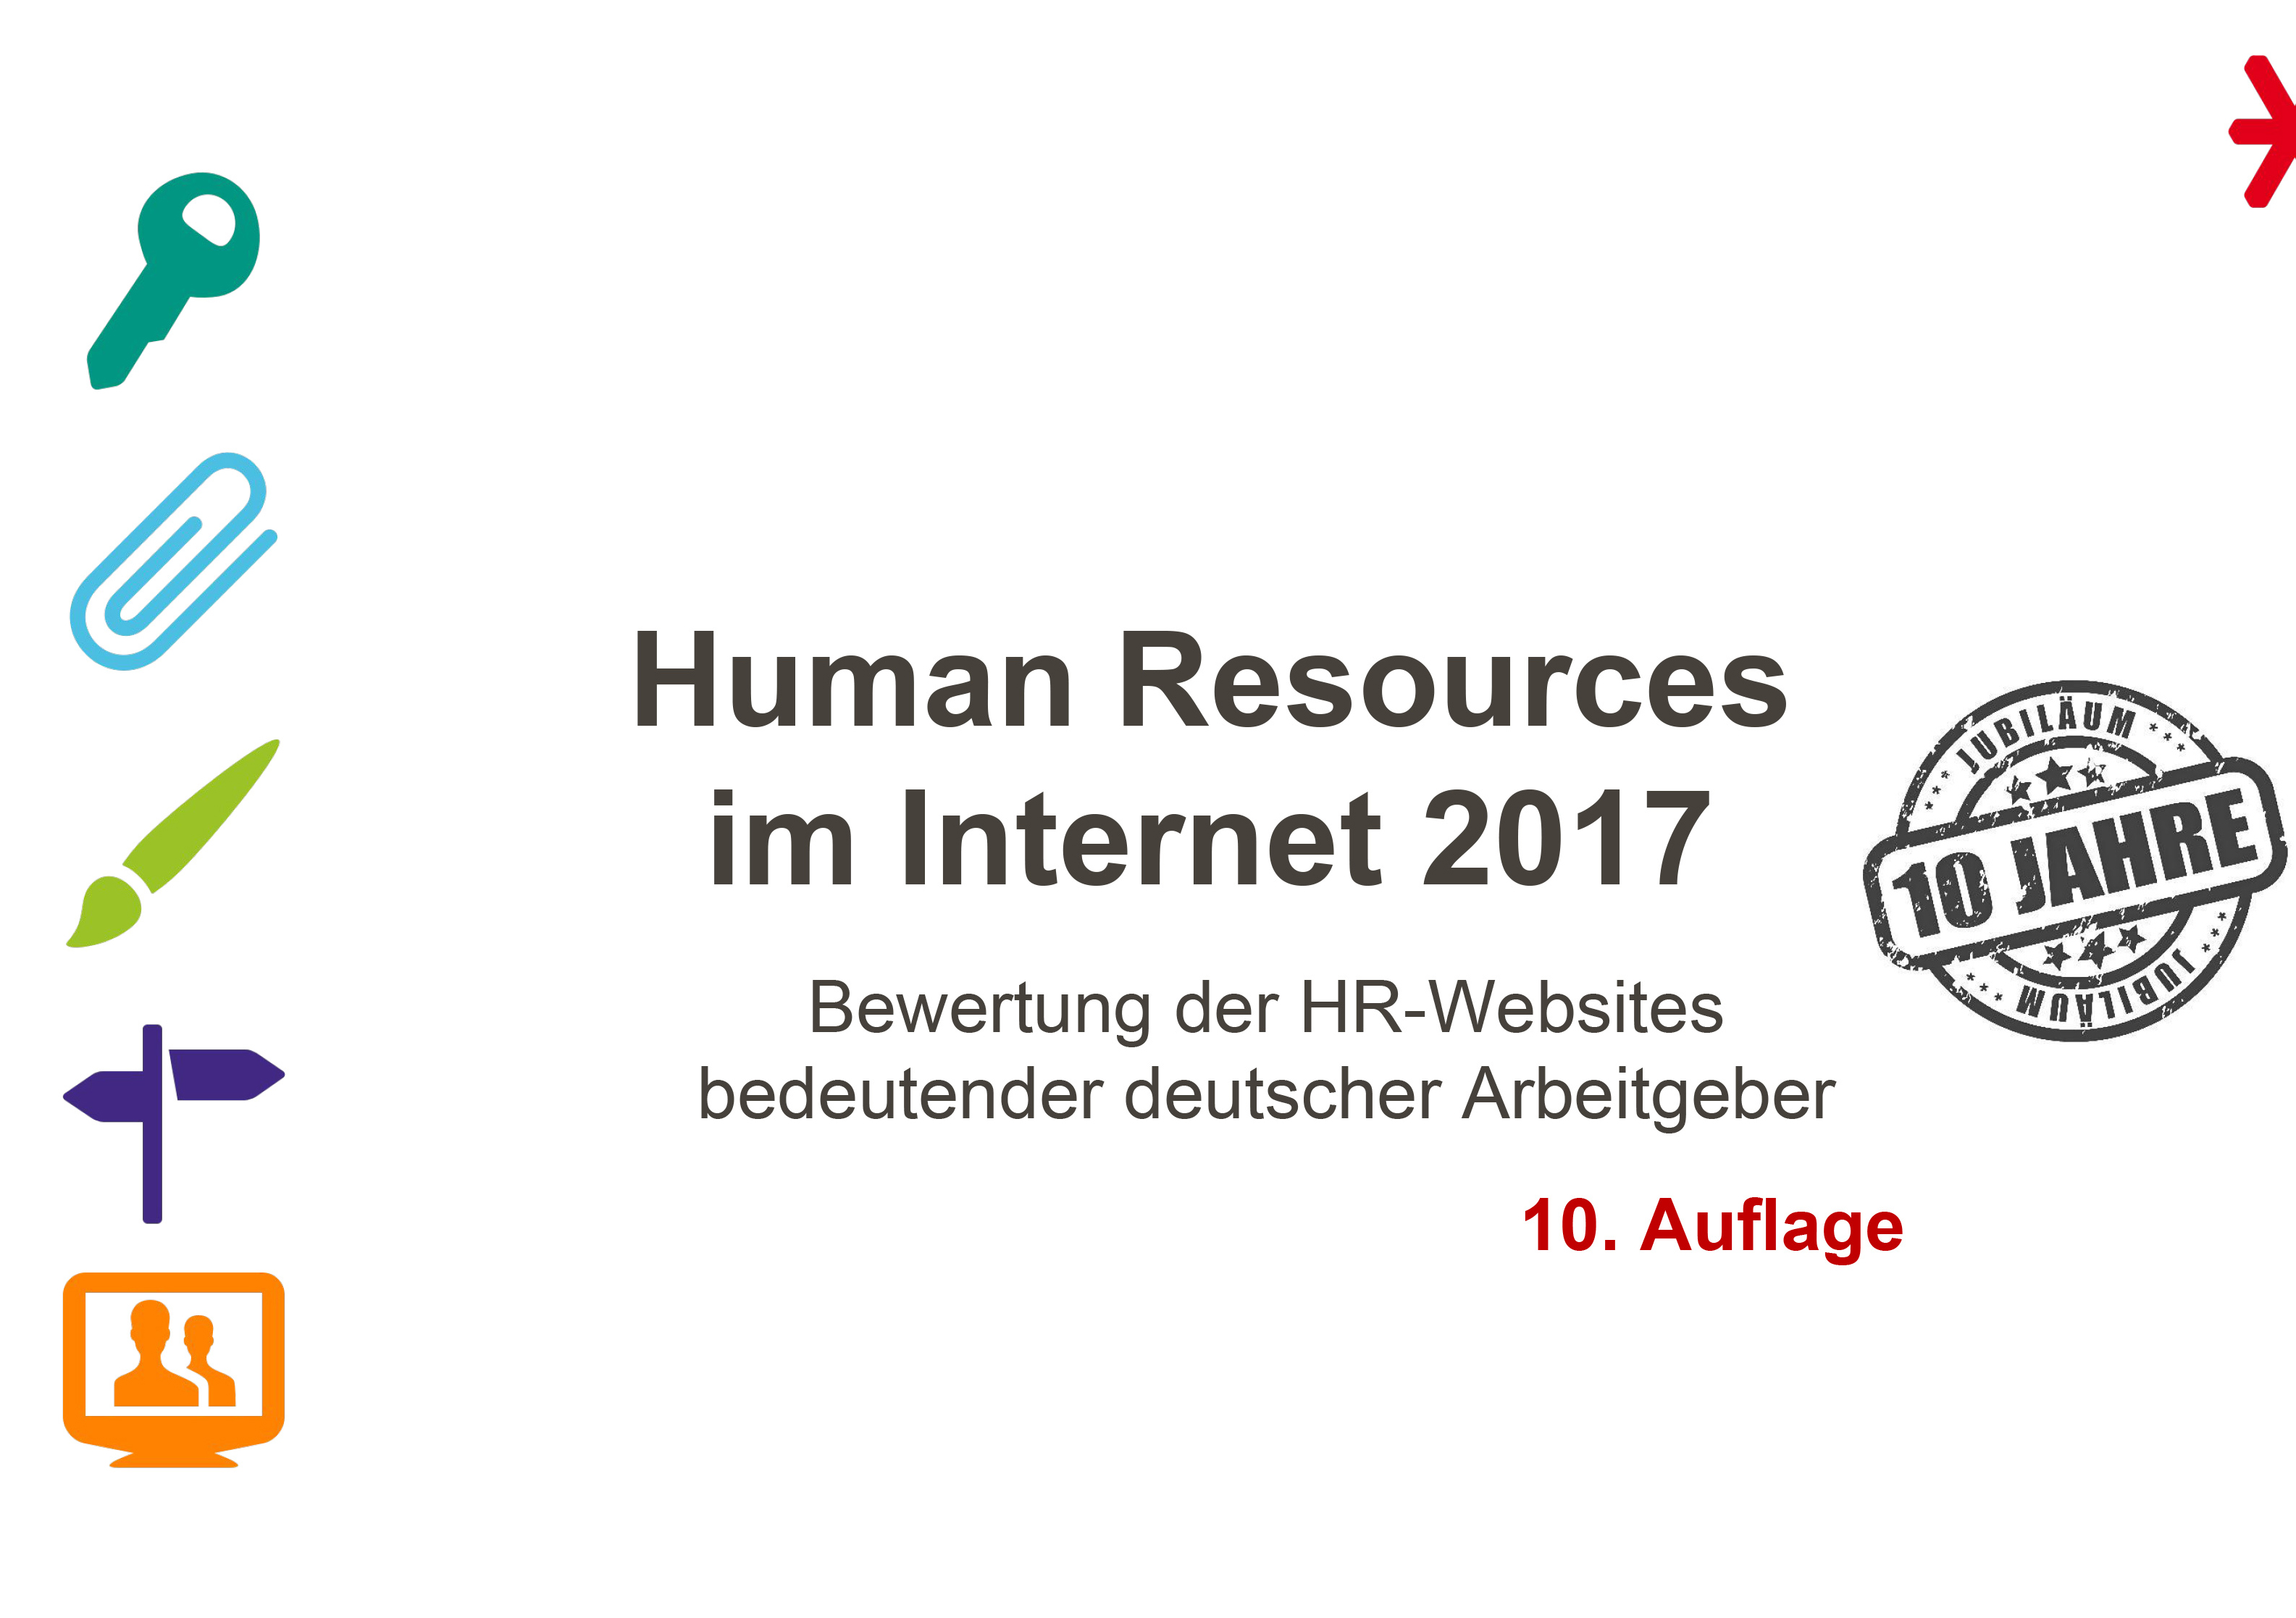 Human Resources
im Internet 2017
JUBILÄUM
10 JAHRE
JUBILÄUM
Bewertung der HR-Websites
bedeutender deutscher Arbeitgeber
10. Auflage